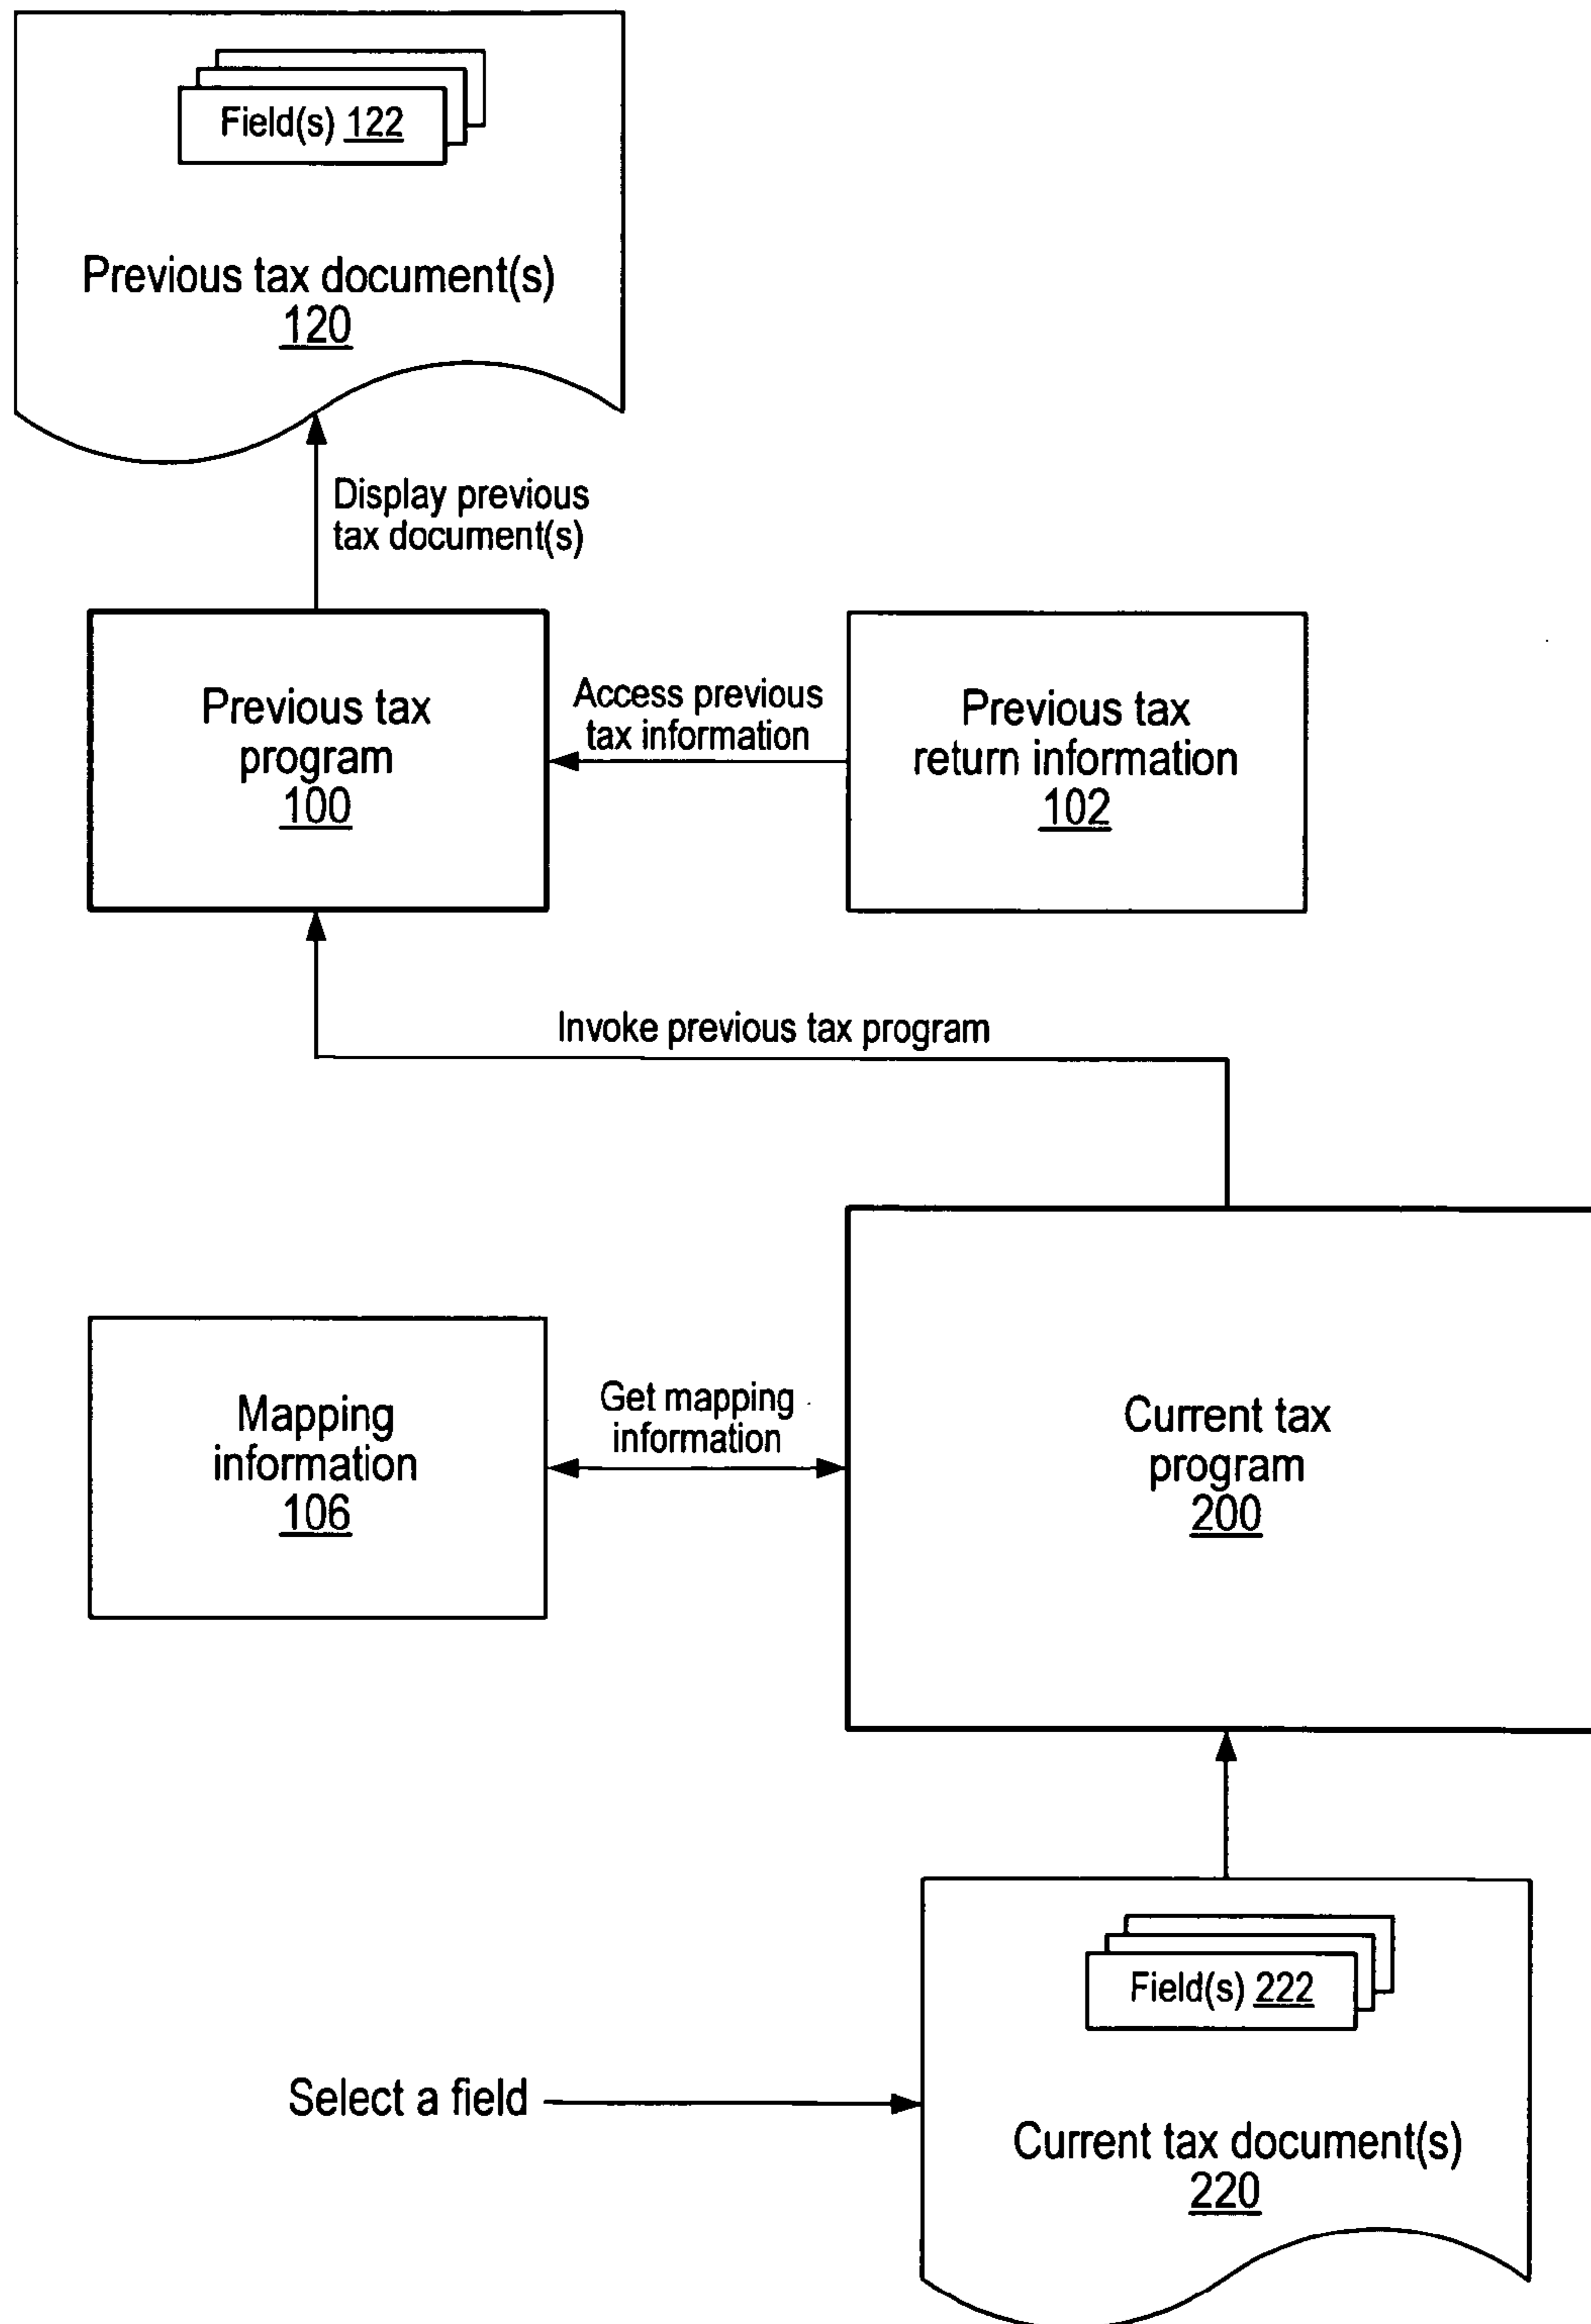 Field(s) 122
Previous tax document(s)
120
Display previous
tax document(s)
Previous tax
program
100
Access previous
tax information
Previous tax
return information
102
Invoke previous tax program
Mapping
information
106
Get mapping
information
Current tax
program
200
Field(s) 222
Select a field
Current tax document(s)
220